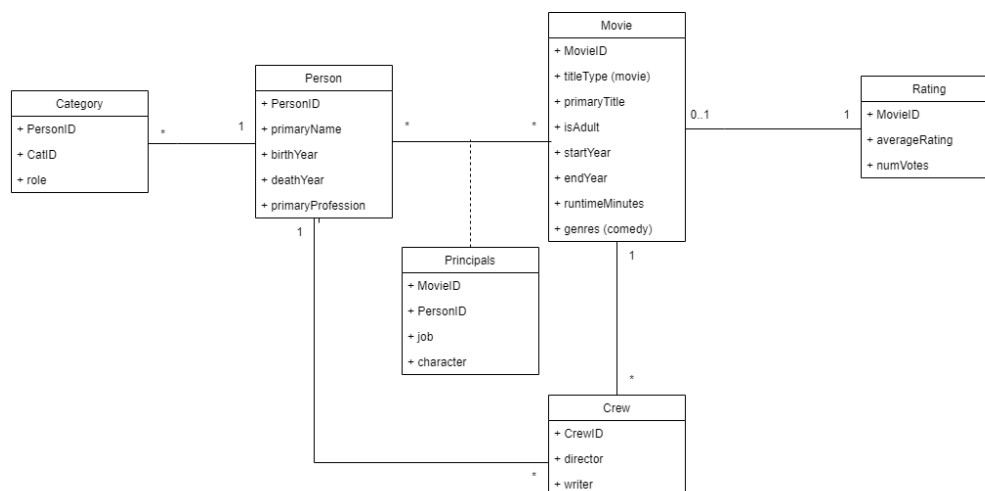 Category
+ PersonID
+ CatID
+ role
*
1
Person
+ PersonID
+ primaryName
+ birthYear
+ deathYear
+ primaryProfession
*
*
1
Movie
+ MovieID
+ titleType (movie)
+ primaryTitle
+ isAdult
+ startYear
+ endYear
+ runtimeMinutes
+ genres (comedy)
0..1
1
Rating
+ MovieID
+ averageRating
+ numVotes
Principals
+ MovieID
+ PersonID
+ job
+ character
1
*
*
Crew
+ CrewID
+ director
+ writer